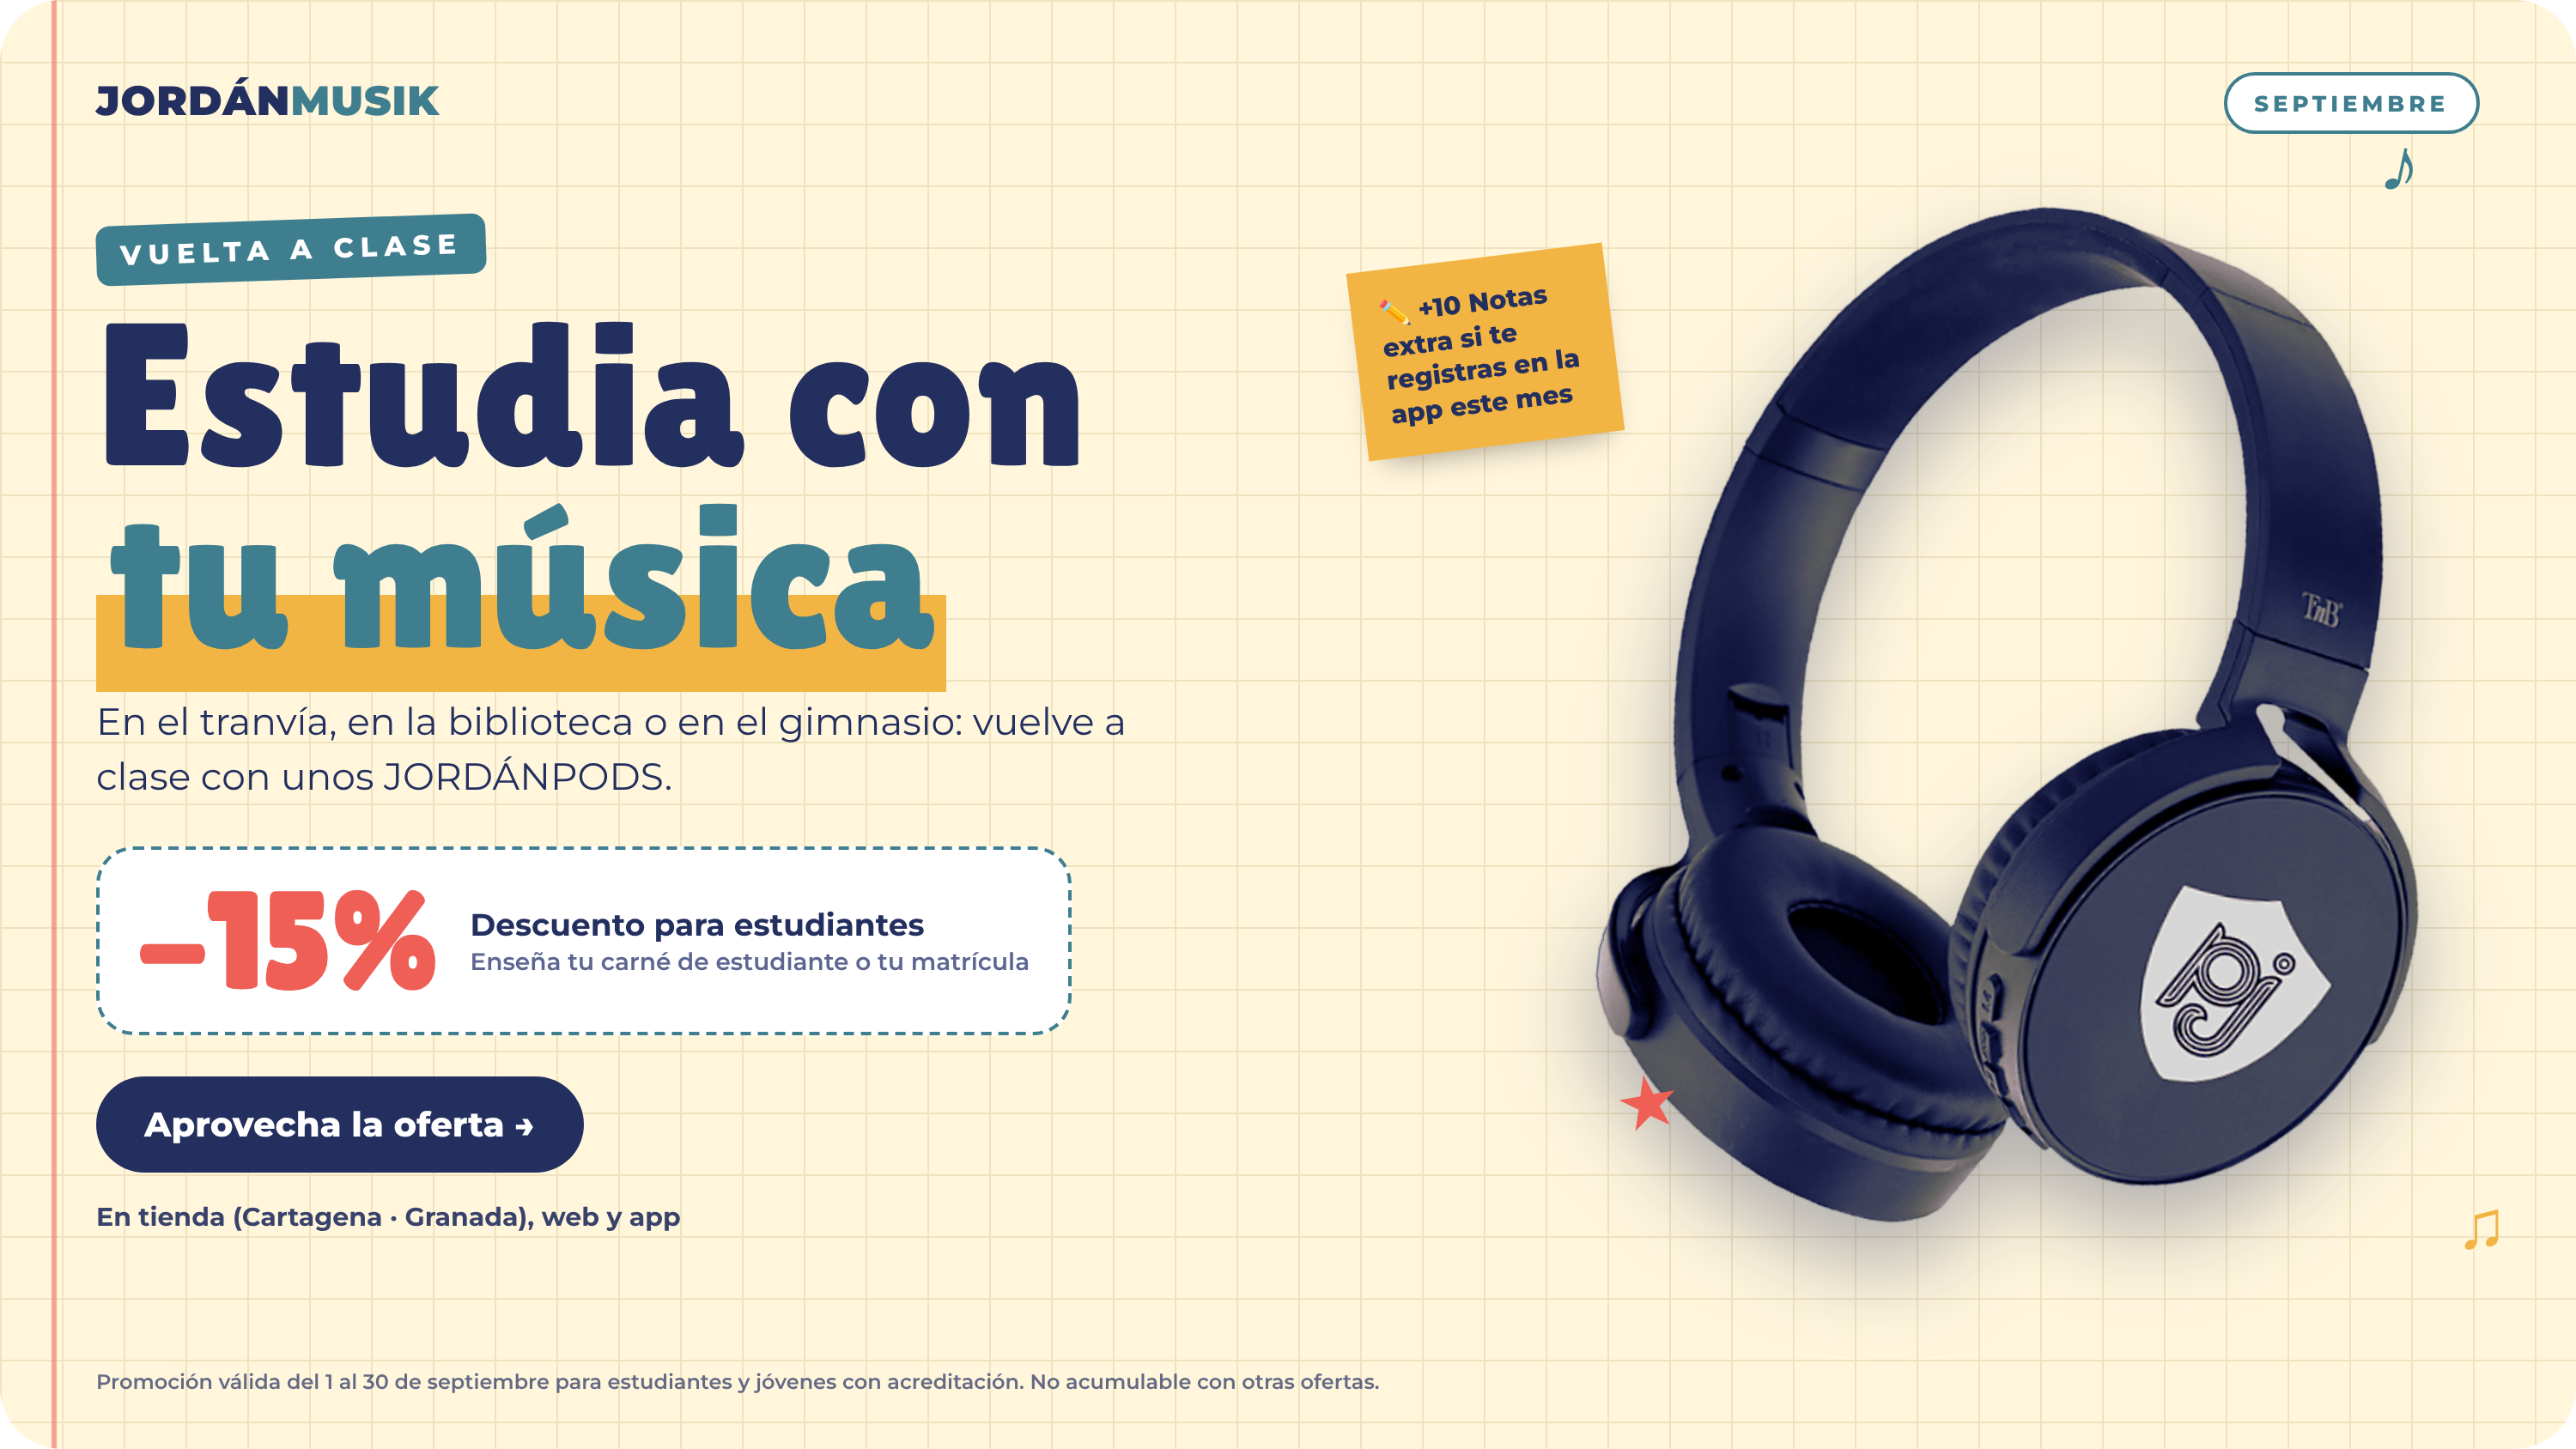 JORDÁNMUSIK
SEPTIEMBRE
VUELTA A CLASE
Estudia con
tu música
✏️ +10 Notas
extra si te
registras en la
app este mes
En el tranvía, en la biblioteca o en el gimnasio: vuelve a
clase con unos JORDÁNPODS.
–15%
Descuento para estudiantes
Enseña tu carné de estudiante o tu matrícula
Aprovecha la oferta →
En tienda (Cartagena · Granada), web y app
TnB
pj
Promoción válida del 1 al 30 de septiembre para estudiantes y jóvenes con acreditación. No acumulable con otras ofertas.